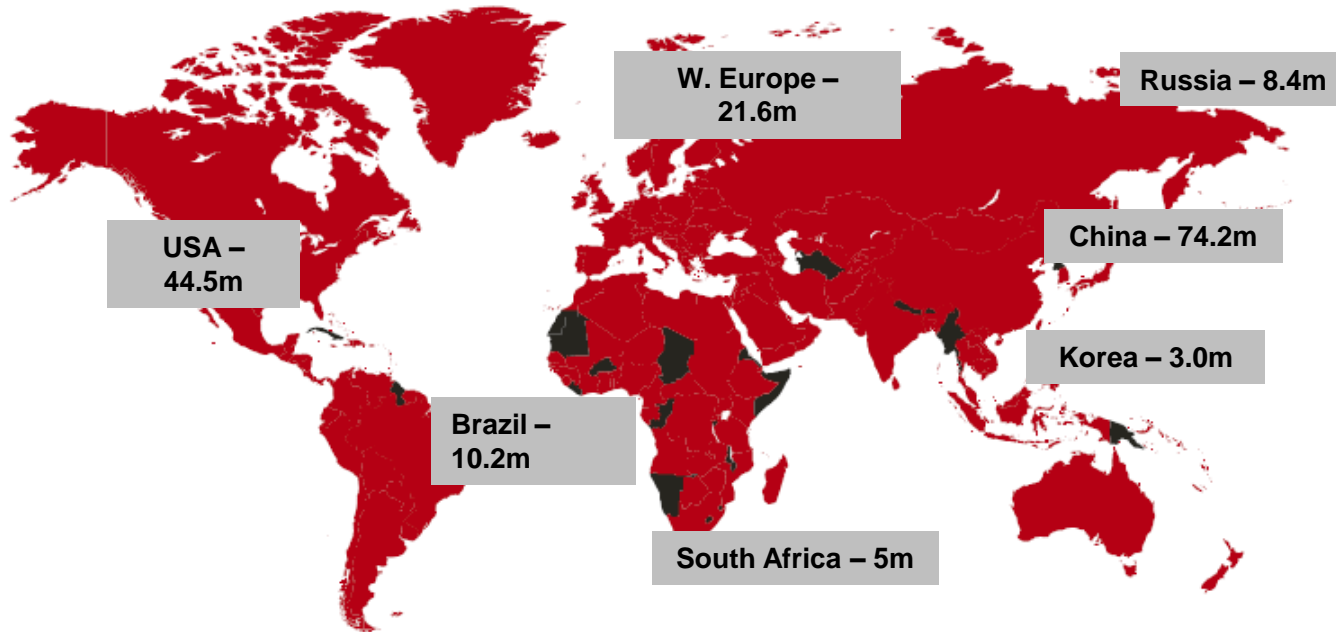 W. Europe –
21.6m
Russia – 8.4m
USA –
44.5m
China – 74.2m
Korea – 3.0m
Brazil –
10.2m
South Africa – 5m